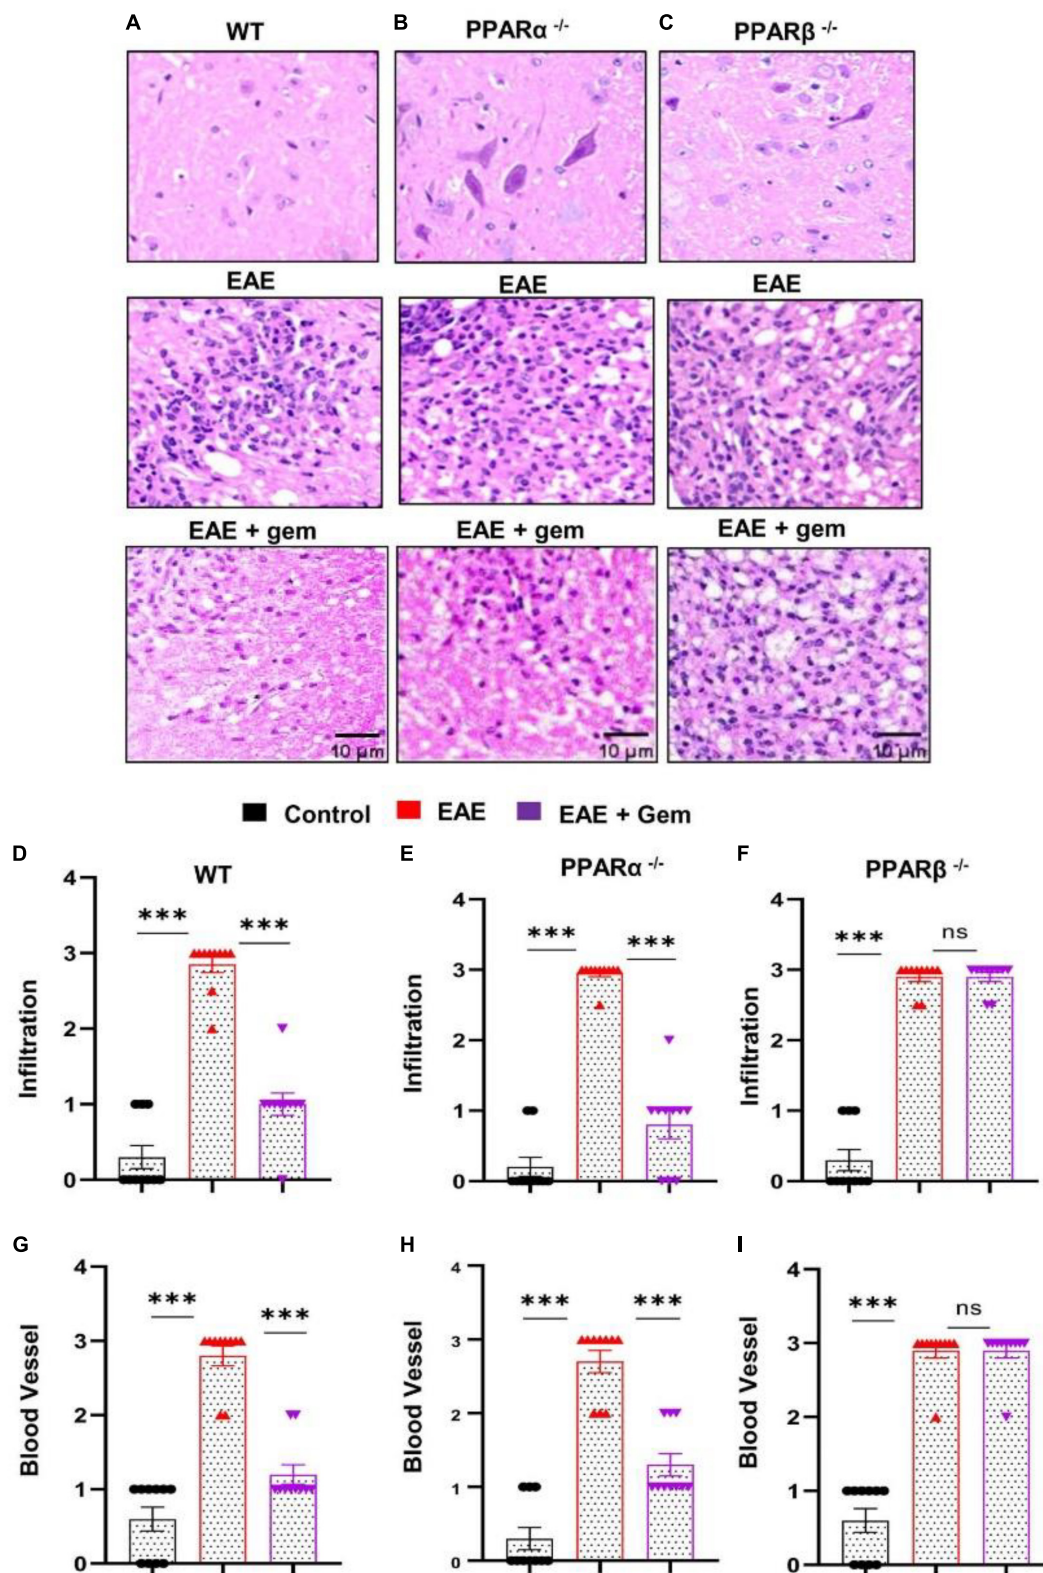 A B C
WT PPARα -/- PPARβ -/-
EAE EAE EAE
EAE + gem EAE + gem EAE + gem
10 µm 10 µm 10 µm
Control EAE EAE + Gem
D E F
WT PPARα -/- PPARβ -/-
4 4 4
*** *** *** *** *** ns
3 3 3
Infiltration Infiltration Infiltration
2 2 2
1 1 1
0 0 0
G H I
4 4 4
*** *** *** *** *** ns
3 3 3
Blood Vessel Blood Vessel Blood Vessel
2 2 2
1 1 1
0 0 0